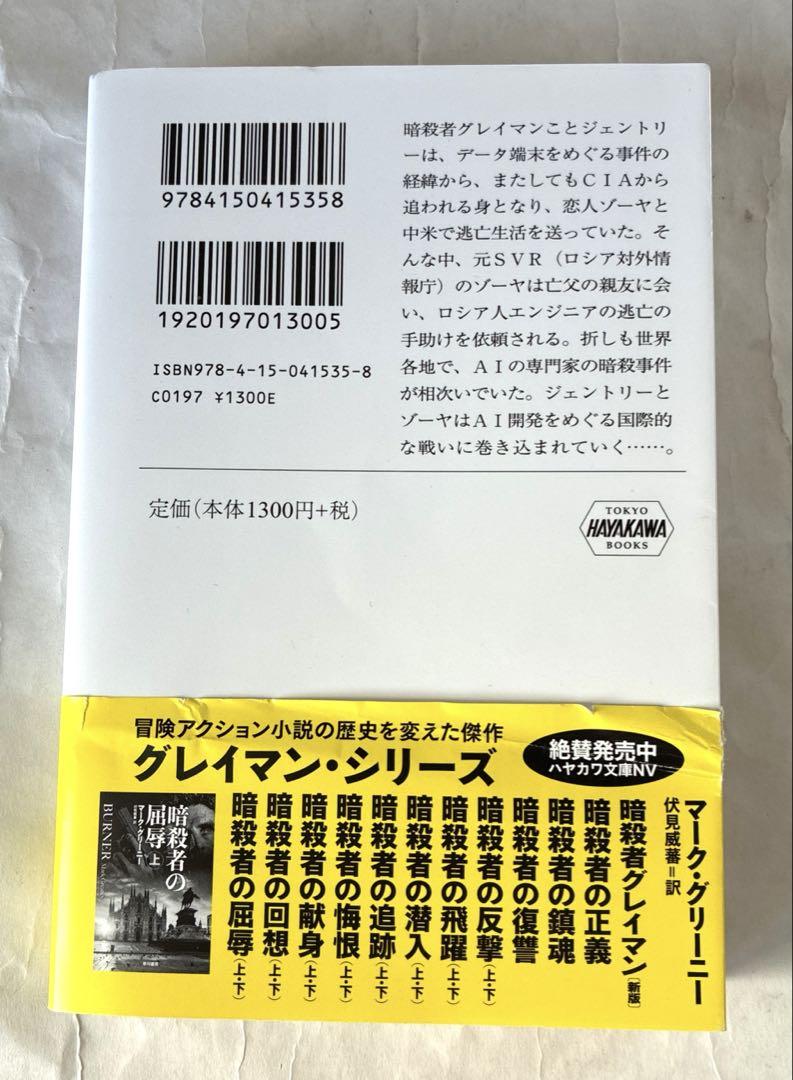 9784150415358
1920197013005
ISBN978-4-15-041535-8
C0197 ¥1300E
暗殺者グレイマンことジェントリ
ーは、データ端末をめぐる事件の
経緯から、またしてもＣＩＡから
追われる身となり、恋人ゾーヤと
中米で逃亡生活を送っていた。そ
んな中、元ＳＶＲ（ロシア対外情
報庁）のゾーヤは亡父の親友に会
い、ロシア人エンジニアの逃亡の
手助けを依頼される。折しも世界
各地で、ＡＩの専門家の暗殺事件
が相次いでいた。ジェントリーと
ゾーヤはＡＩ開発をめぐる国際的
な戦いに巻き込まれていく……。
定価(本体1300円+税)
TOKYO
HAYAKAWA
BOOKS
冒険アクション小説の歴史を変えた傑作
グレイマン・シリーズ
絶賛発売中
ハヤカワ文庫NV
マーク・グリーニー
伏見威蕃＝訳
暗殺者グレイマン〔新版〕
暗殺者の正義
暗殺者の鎮魂
暗殺者の復讐
暗殺者の反撃(上・下)
暗殺者の飛躍(上・下)
暗殺者の潜入(上・下)
暗殺者の追跡(上・下)
暗殺者の悔恨(上・下)
暗殺者の献身(上・下)
暗殺者の回想(上・下)
暗殺者の屈辱(上・下)
暗殺者の
屈辱 上
マーク・グリーニー
BURNER
早川書房